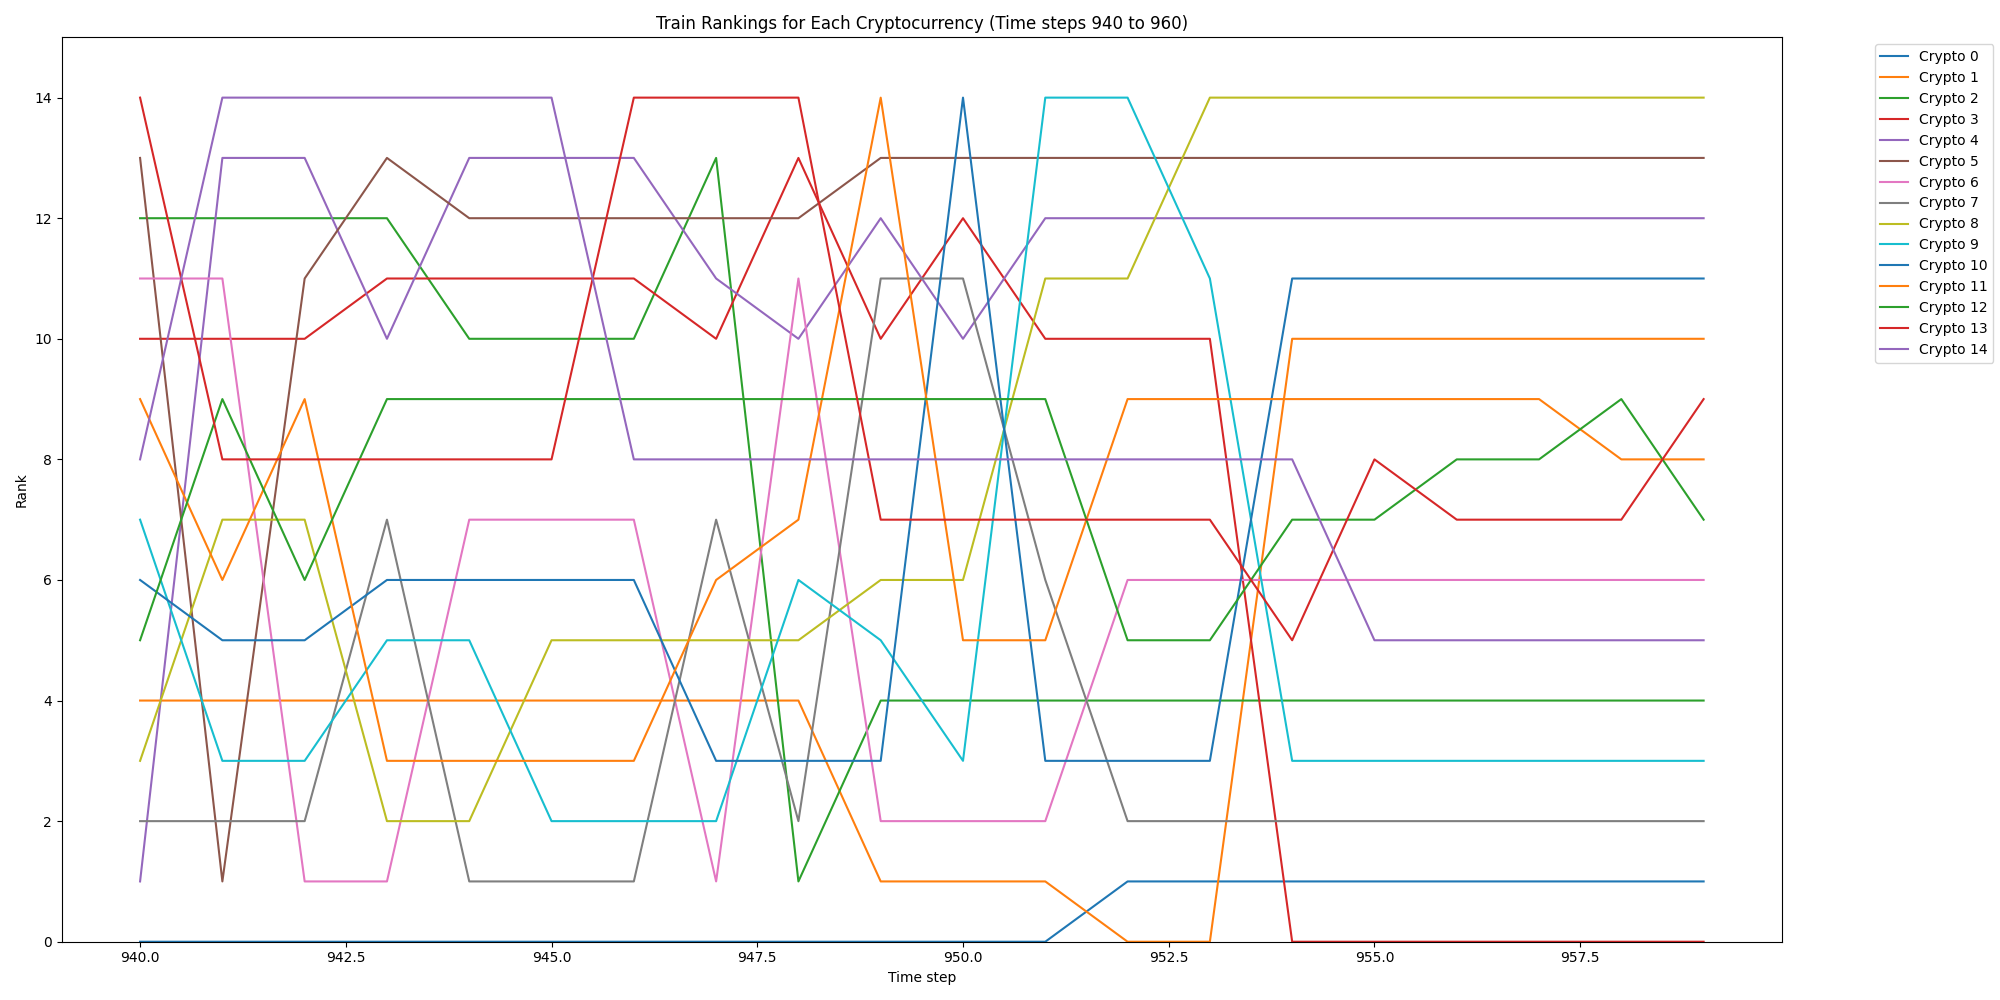 Train Rankings for Each Cryptocurrency (Time steps 940 to 960)
Crypto 0
Crypto 1
Crypto 2
Crypto 3
Crypto 4
Crypto 5
Crypto 6
Crypto 7
Crypto 8
Crypto 9
Crypto 10
Crypto 11
Crypto 12
Crypto 13
Crypto 14
Rank
14
12
10
8
6
4
2
0
940.0 942.5 945.0 947.5 950.0 952.5 955.0 957.5
Time step